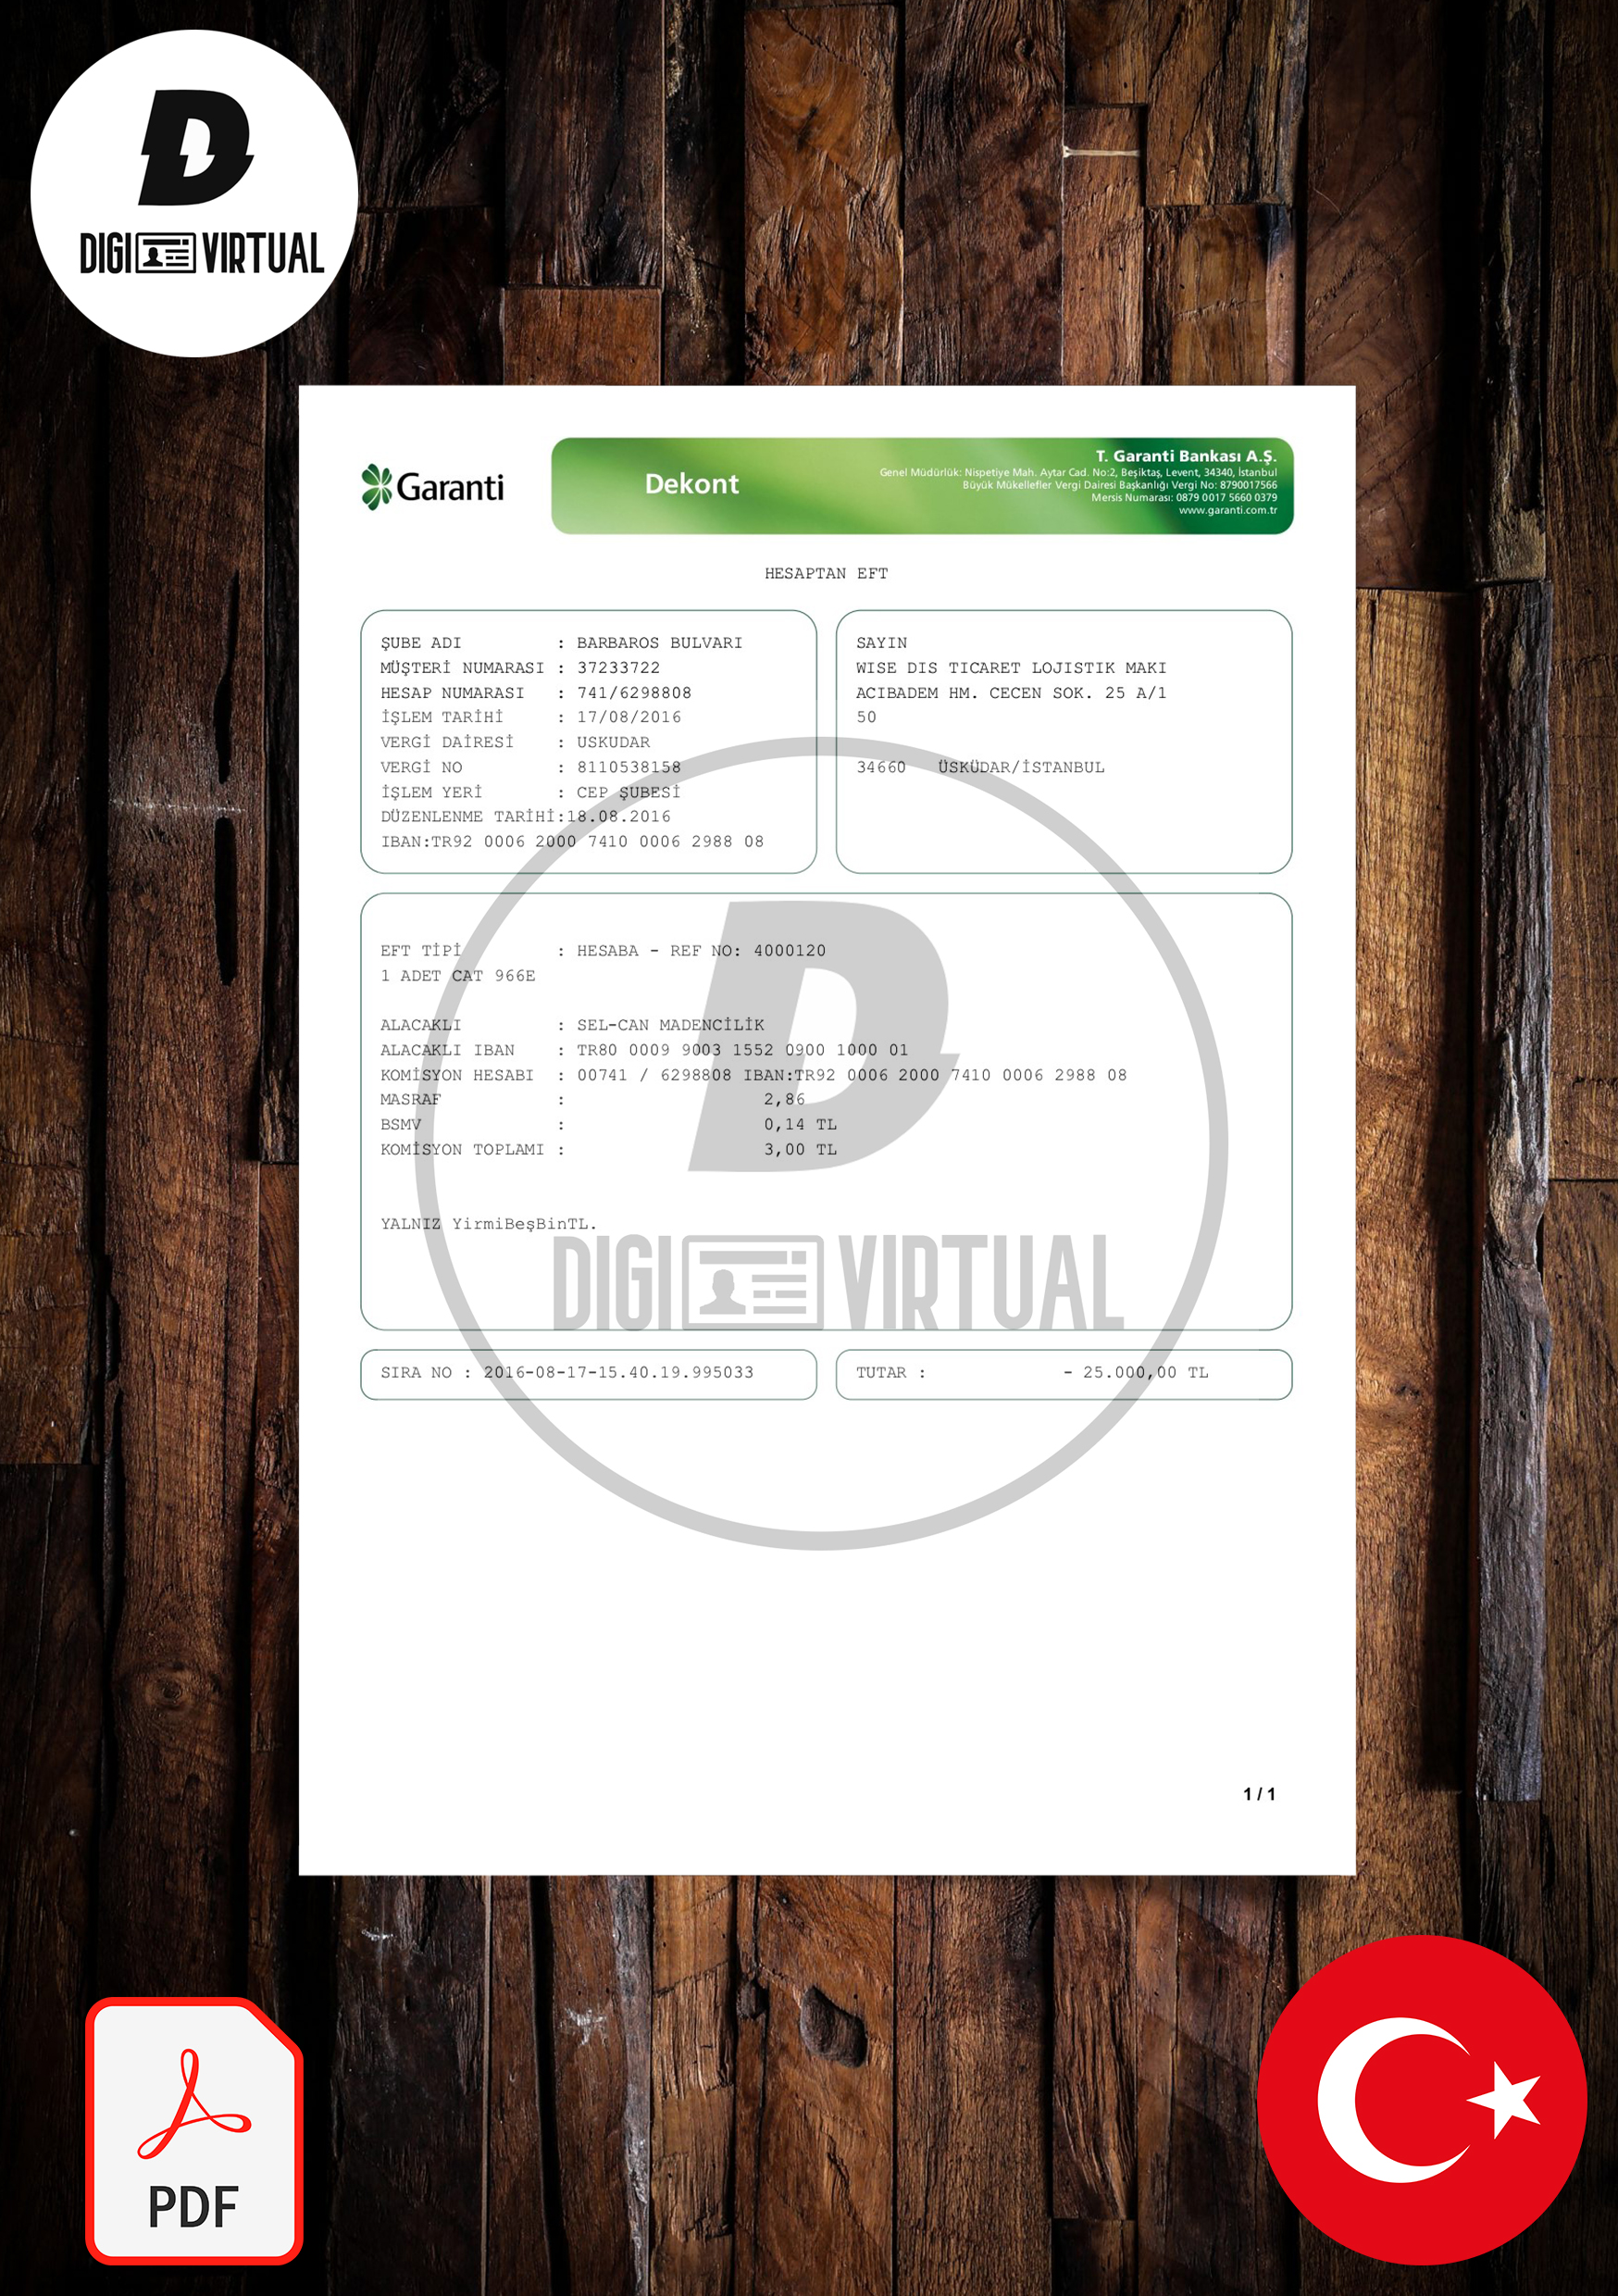 D
DIGI VIRTUAL
Garanti
Dekont
T. Garanti Bankası A.Ş.
Genel Müdürlük: Nispetiye Mah. Aytar Cad. No:2, Beşiktaş, Levent, 34340, İstanbul
Büyük Mükellefler Vergi Dairesi Başkanlığı Vergi No: 8790017566
Mersis Numarası: 0879 0017 5660 0379
www.garanti.com.tr
HESAPTAN EFT
ŞUBE ADI : BARBAROS BULVARI
MÜŞTERİ NUMARASI : 37233722
HESAP NUMARASI : 741/6298808
İŞLEM TARİHİ : 17/08/2016
VERGİ DAİRESİ : USKUDAR
VERGİ NO : 8110538158
İŞLEM YERİ : CEP ŞUBESİ
DÜZENLENME TARİHİ:18.08.2016
IBAN:TR92 0006 2000 7410 0006 2988 08
SAYIN
WISE DIS TICARET LOJISTIK MAKI
ACIBADEM HM. CECEN SOK. 25 A/1
50
34660 ÜSKÜDAR/İSTANBUL
EFT TİPİ : HESABA - REF NO: 4000120
1 ADET CAT 966E
ALACAKLI : SEL-CAN MADENCİLİK
ALACAKLI IBAN : TR80 0009 9003 1552 0900 1000 01
KOMİSYON HESABI : 00741 / 6298808 IBAN:TR92 0006 2000 7410 0006 2988 08
MASRAF : 2,86
BSMV : 0,14 TL
KOMİSYON TOPLAMI : 3,00 TL
YALNIZ YirmiBeşBinTL.
D
DIGI VIRTUAL
SIRA NO : 2016-08-17-15.40.19.995033
TUTAR : - 25.000,00 TL
1 / 1
PDF